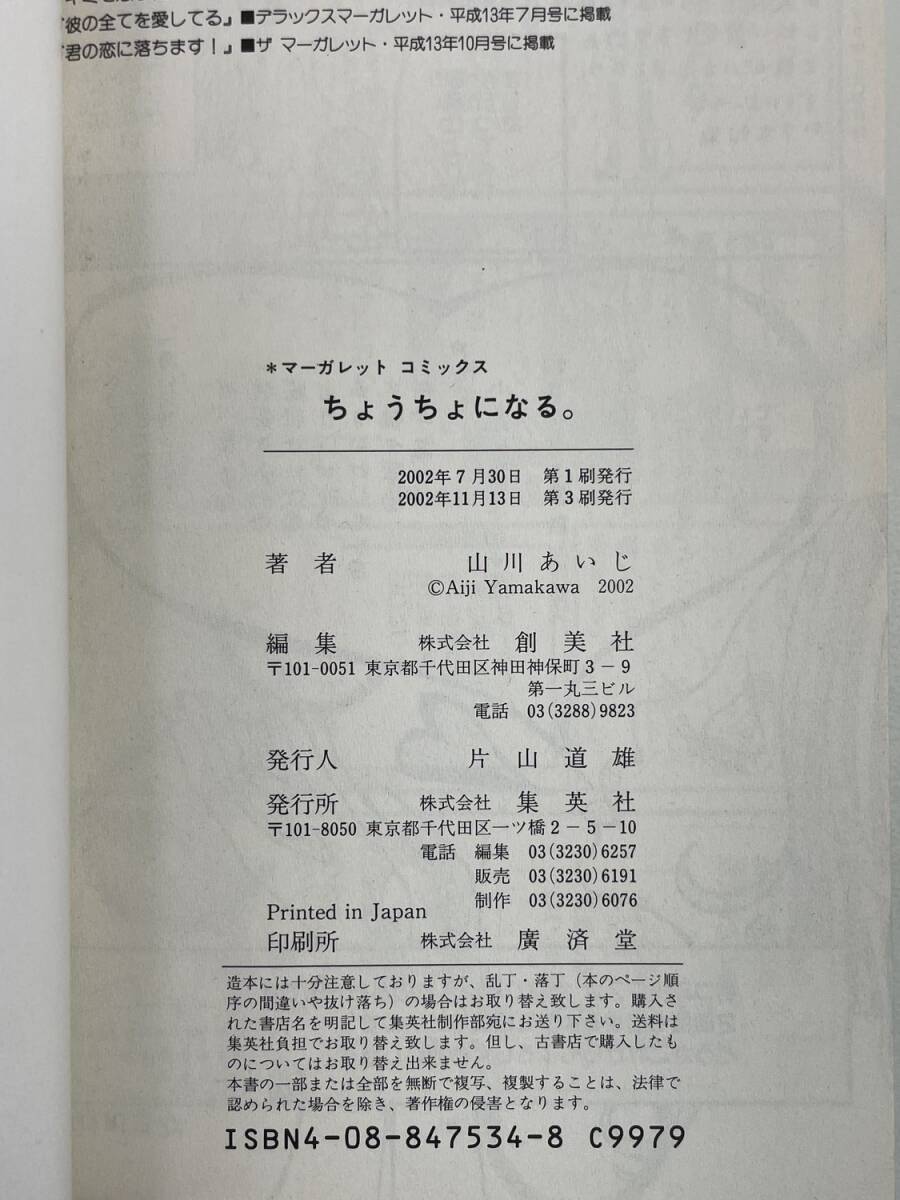 彼の全てを愛してる』■デラックスマーガレット・平成13年7月号に掲載
君の恋に落ちます！』■ザ マーガレット・平成13年10月号に掲載
＊マーガレット コミックス
ちょうちょになる。
2002年7月30日 第1刷発行
2002年11月13日 第3刷発行
著者 山川あいじ
©Aiji Yamakawa 2002
編集 株式会社 創美社
〒101-0051 東京都千代田区神田神保町3－9
第一丸三ビル
電話 03(3288)9823
発行人 片山道雄
発行所 株式会社 集英社
〒101-8050 東京都千代田区一ツ橋2－5－10
電話 編集 03(3230)6257
販売 03(3230)6191
制作 03(3230)6076
Printed in Japan
印刷所 株式会社 廣済堂
造本には十分注意しておりますが、乱丁・落丁（本のページ順
序の間違いや抜け落ち）の場合はお取り替え致します。購入さ
れた書店名を明記して集英社制作部宛にお送り下さい。送料は
集英社負担でお取り替え致します。但し、古書店で購入したも
のについてはお取り替え出来ません。
本書の一部または全部を無断で複写、複製することは、法律で
認められた場合を除き、著作権の侵害となります。
ISBN4-08-847534-8 C9979